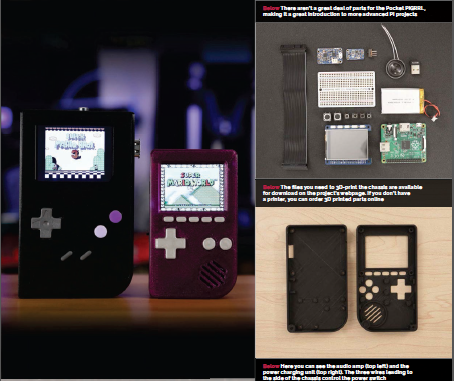 SUPER
MARIO WORLD
Below There aren't a great deal of parts for the Pocket PIGRRL,
making it a great introduction to more advanced Pi projects
Below The files you need to 3D-print the chassis are available
for download on the project's webpage. If you don't have
a printer, you can order 3D printed parts online
Below Here you can see the audio amp (top left) and the
power charging unit (top right). The three wires leading to
the side of the chassis control the power switch